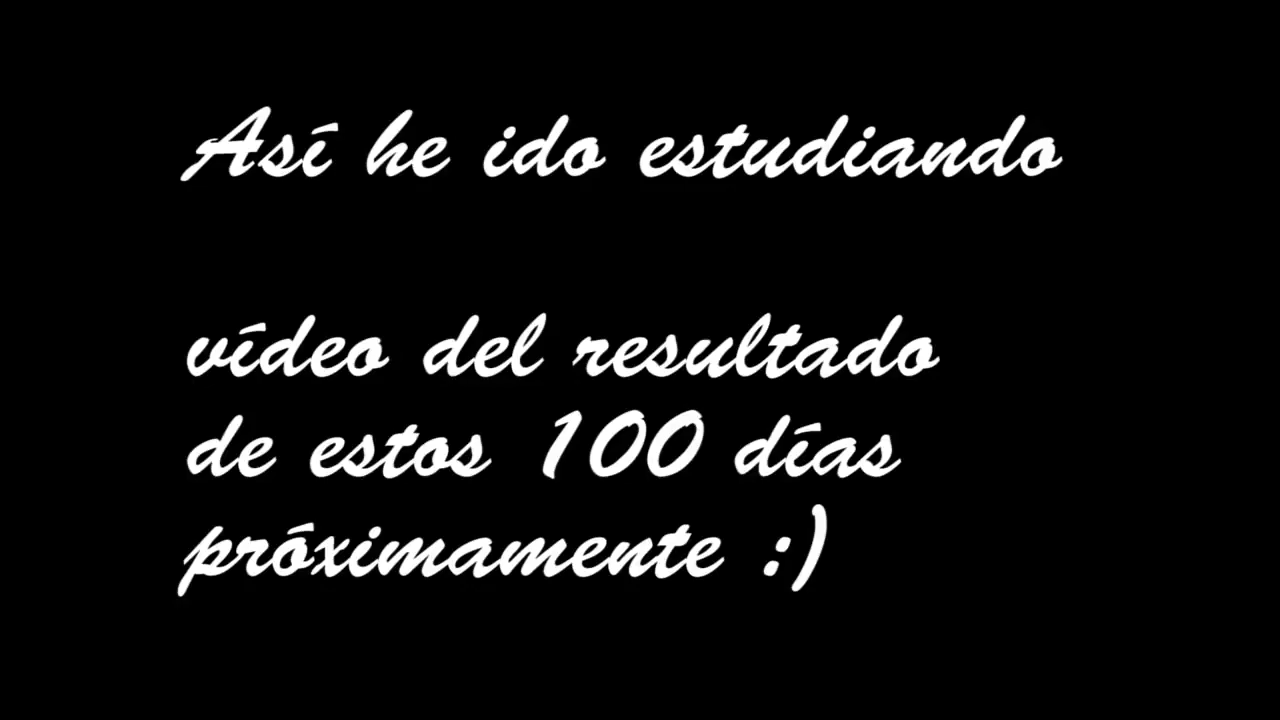 Así he ido estudiando
vídeo del resultado
de estos 100 días
próximamente :)